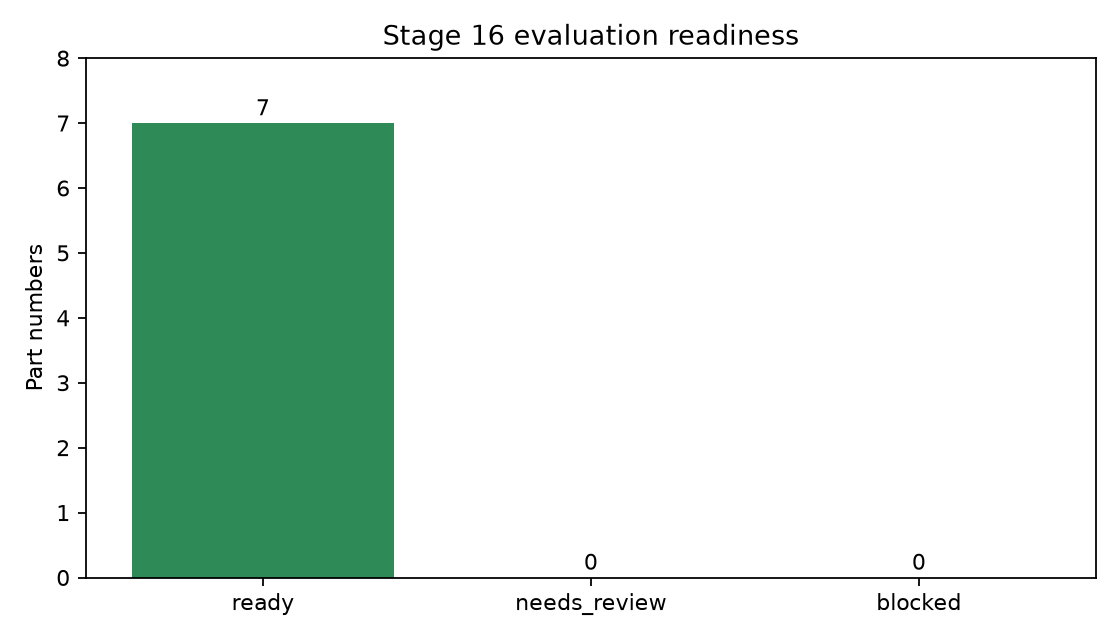 Stage 16 evaluation readiness
8
7
6
5
4
3
2
1
0
Part numbers
7
0
0
ready
needs_review
blocked